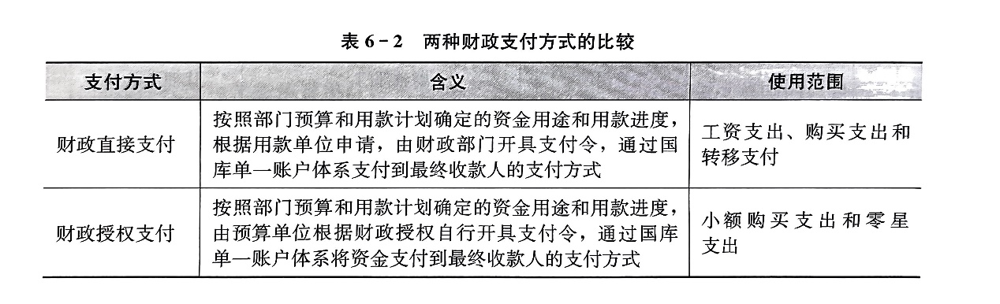 表 6-2 两种财政支付方式的比较
支付方式
含义
使用范围
财政直接支付
按照部门预算和用款计划确定的资金用途和用款进度，
根据用款单位申请，由财政部门开具支付令，通过国
库单一账户体系支付到最终收款人的支付方式
工资支出、购买支出和
转移支付
财政授权支付
按照部门预算和用款计划确定的资金用途和用款进度，
由预算单位根据财政授权自行开具支付令，通过国库
单一账户体系将资金支付到最终收款人的支付方式
小额购买支出和零星
支出